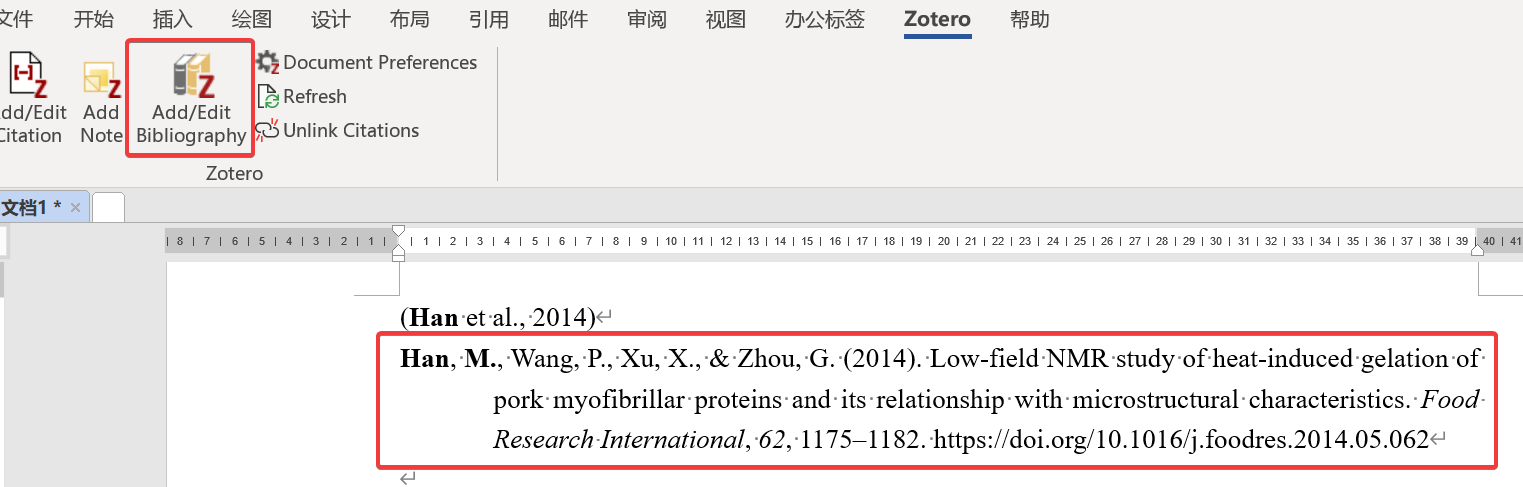 文件 开始 插入 绘图 设计 布局 引用 邮件 审阅 视图 办公标签 Zotero 帮助
Add/Edit Citation
Add Note
Add/Edit Bibliography
Document Preferences
Refresh
Unlink Citations
Zotero
文档1 *
8 7 6 5 4 3 2 1 1 2 3 4 5 6 7 8 9 10 11 12 13 14 15 16 17 18 19 20 21 22 23 24 25 26 27 28 29 30 31 32 33 34 35 36 37 38 39 40 41
(Han et al., 2014)
Han, M., Wang, P., Xu, X., & Zhou, G. (2014). Low-field NMR study of heat-induced gelation of
pork myofibrillar proteins and its relationship with microstructural characteristics. Food
Research International, 62, 1175–1182. https://doi.org/10.1016/j.foodres.2014.05.062